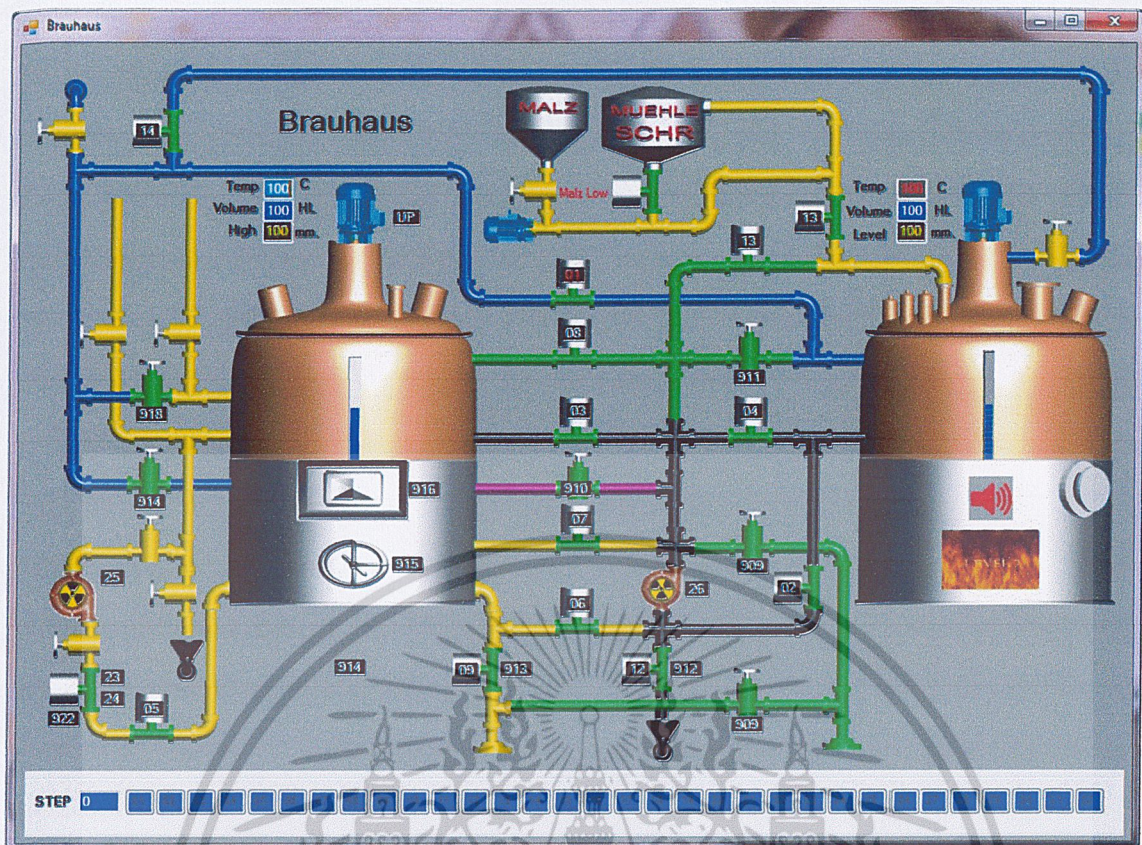 Brauhaus
Brauhaus
14
MALZ
MUEHLE
SCHR
Malz Low
Temp 100 C
Volume 100 HL
High 100 mm.
UP
13
13
Temp C
Volume 100 HL
Level 100 mm.
01
08
911
918
03
04
914
916
910
07
915
909
25
26
02
06
914
09
913
12
912
23
24
922
05
909
STEP 0